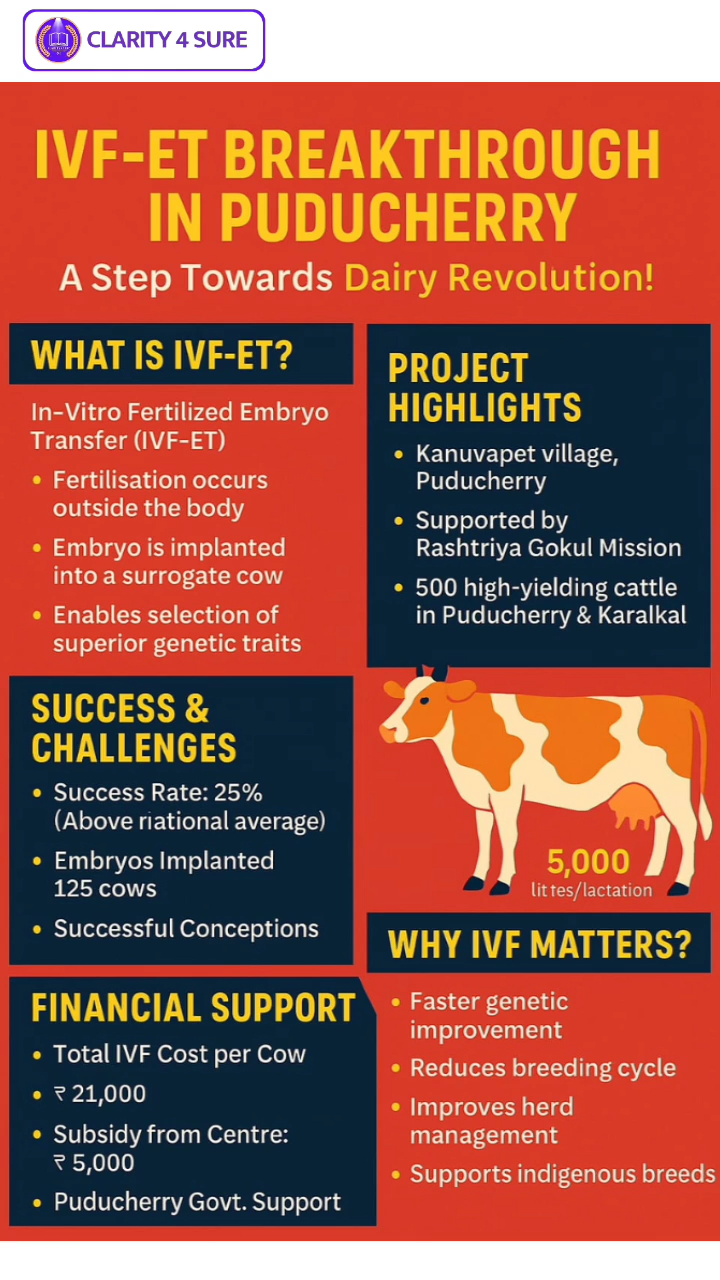 CLARITY 4 SURE
IVF-ET BREAKTHROUGH
IN PUDUCHERRY
A Step Towards Dairy Revolution!
WHAT IS IVF-ET?
In-Vitro Fertilized Embryo
Transfer (IVF-ET)
• Fertilisation occurs
outside the body
• Embryo is implanted
into a surrogate cow
• Enables selection of
superior genetic traits
PROJECT
HIGHLIGHTS
• Kanuvapet village,
Puducherry
• Supported by
Rashtriya Gokul Mission
• 500 high-yielding cattle
in Puducherry & Karalkal
SUCCESS &
CHALLENGES
• Success Rate: 25%
(Above riational average)
• Embryos Implanted
125 cows
• Successful Conceptions
5,000
littes/lactation
FINANCIAL SUPPORT
• Total IVF Cost per Cow
• ₹ 21,000
• Subsidy from Centre:
₹ 5,000
• Puducherry Govt. Support
WHY IVF MATTERS?
• Faster genetic
improvement
• Reduces breeding cycle
• Improves herd
management
• Supports indigenous breeds